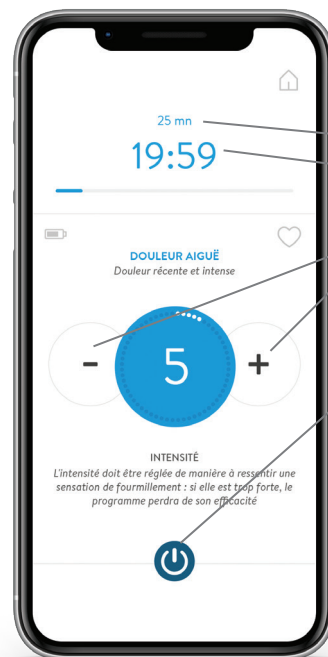 25 mn
19:59
DOULEUR AIGUË
Douleur récente et intense
- 5 +
INTENSITÉ
L'intensité doit être réglée de manière à ressentir une
sensation de fourmillement : si elle est trop forte, le
programme perdra de son efficacité